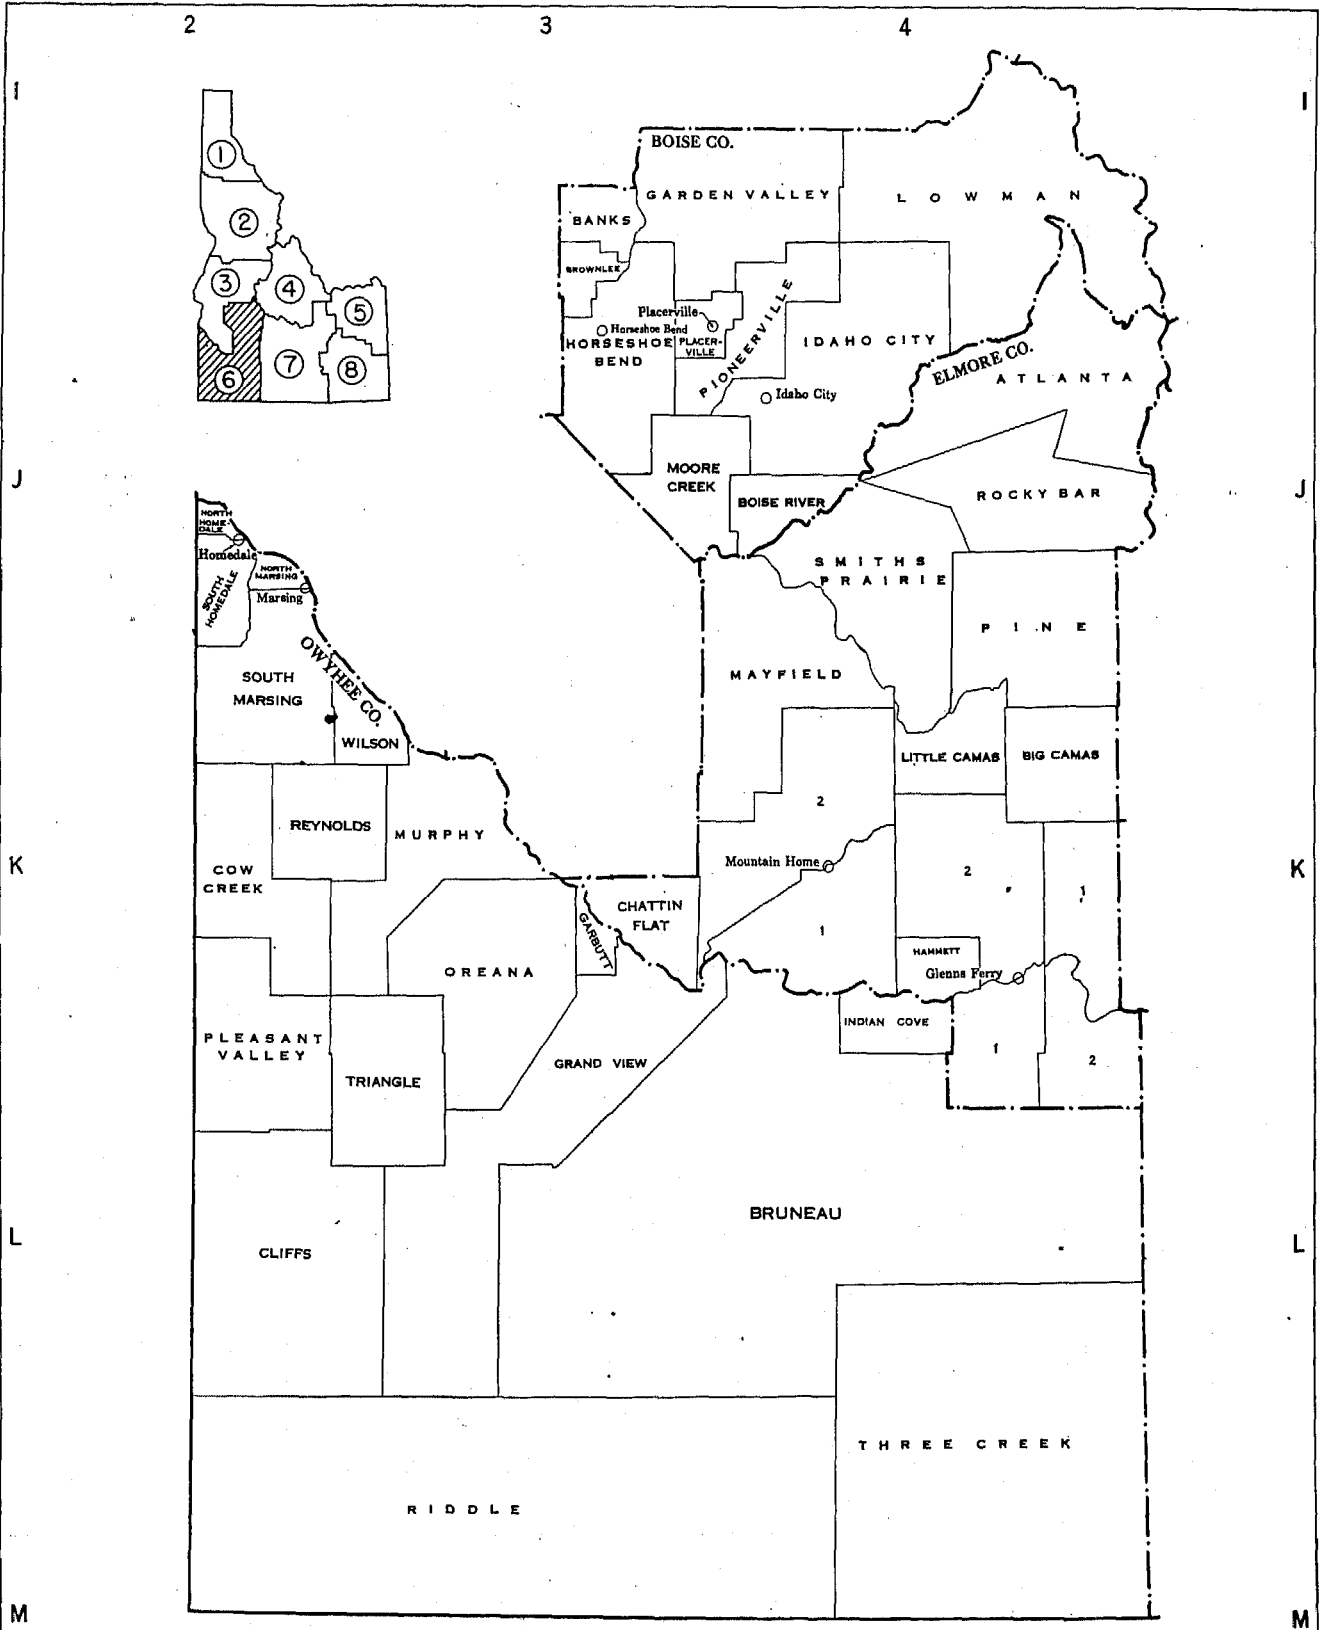 2 3 4
I I
BOISE CO.
GARDEN VALLEY
LOWMAN
BANKS
BROWNLEE
1
2
3
4
5
6
7
8
Placerville
Horseshoe Bend
HORSESHOE
BEND
PLACER-
VILLE
PIONEERVILLE
IDAHO CITY
Idaho City
ELMORE CO.
ATLANTA
J J
MOORE
CREEK
BOISE RIVER
ROCKY BAR
NORTH
HOME-
DALE
Homedale
NORTH
MARSING
Marsing
SOUTH
HOMEDALE
SMITHS
PRAIRIE
PINE
OWYHEE CO.
SOUTH
MARSING
WILSON
MAYFIELD
LITTLE CAMAS
BIG CAMAS
2
REYNOLDS
MURPHY
K K
COW
CREEK
Mountain Home
2
1
CHATTIN
FLAT
GARBUTT
1
HAMMETT
Glenns Ferry
OREANA
INDIAN COVE
PLEASANT
VALLEY
TRIANGLE
GRAND VIEW
1
2
BRUNEAU
L L
CLIFFS
THREE CREEK
RIDDLE
M M